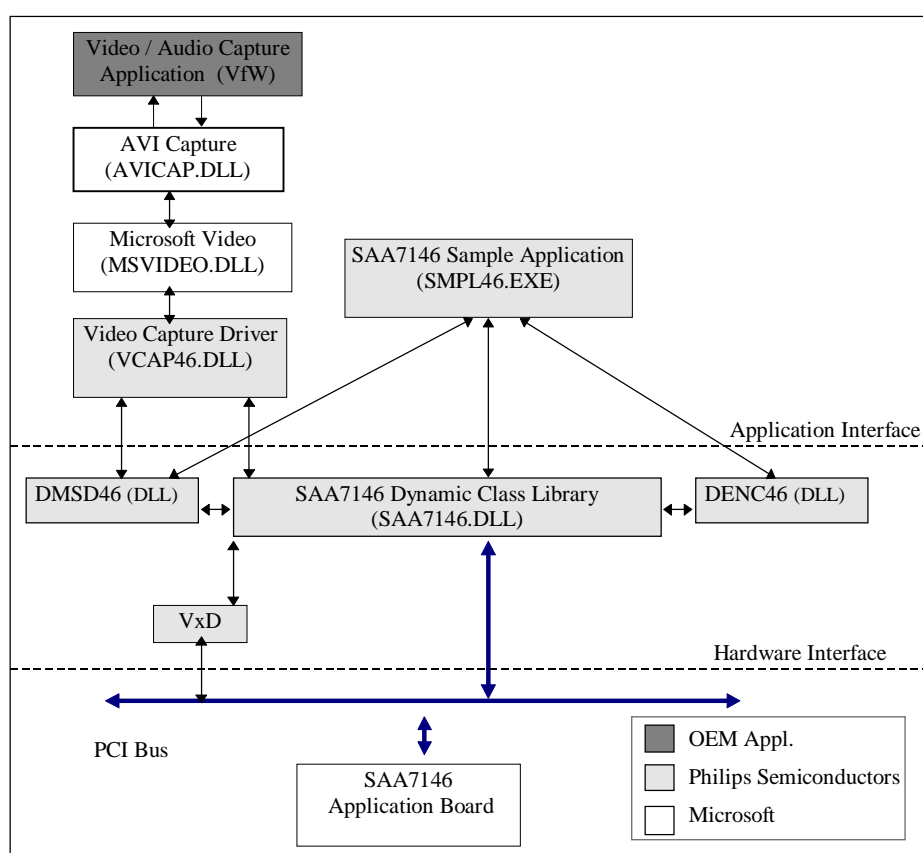 Video / Audio Capture
Application (VfW)
AVI Capture
(AVICAP.DLL)
Microsoft Video
(MSVIDEO.DLL)
SAA7146 Sample Application
(SMPL46.EXE)
Video Capture Driver
(VCAP46.DLL)
Application Interface
DMSD46 (DLL)
SAA7146 Dynamic Class Library
(SAA7146.DLL)
DENC46 (DLL)
VxD
Hardware Interface
PCI Bus
SAA7146
Application Board
OEM Appl.
Philips Semiconductors
Microsoft